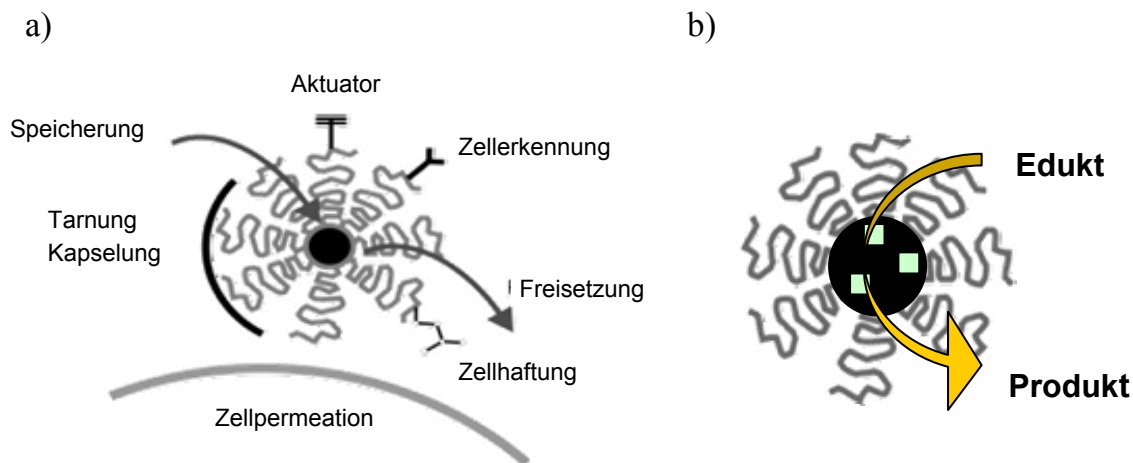 a)
b)
Aktuator
Speicherung
Zellerkennung
Tarnung
Kapselung
Freisetzung
Zellhaftung
Zellpermeation
Edukt
Produkt